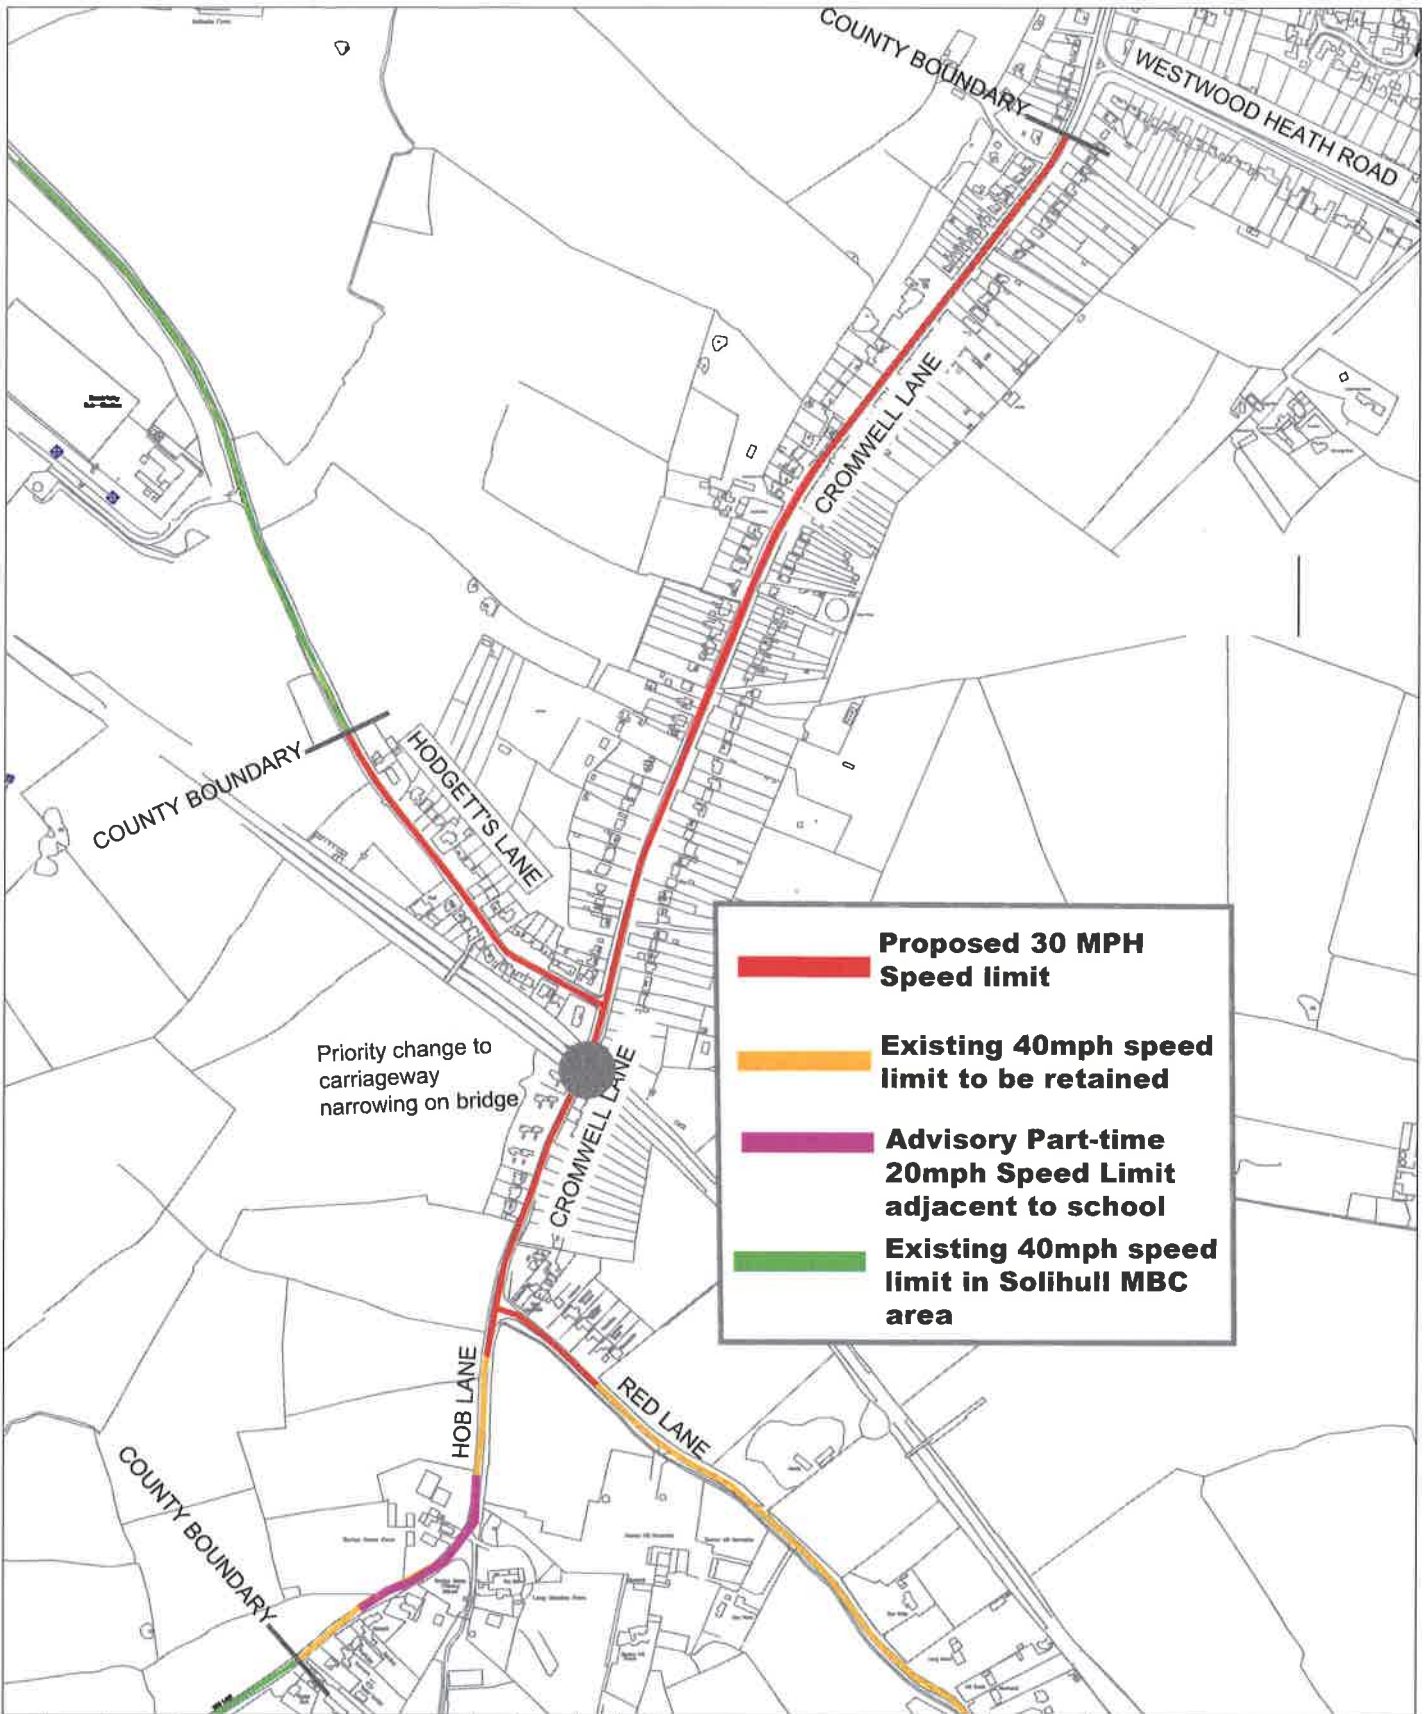 COUNTY BOUNDARY
WESTWOOD HEATH ROAD
CROMWELL LANE
COUNTY BOUNDARY
HODGETT'S LANE
Priority change to
carriageway
narrowing on bridge
CROMWELL LANE
Proposed 30 MPH
Speed limit
Existing 40mph speed
limit to be retained
Advisory Part-time
20mph Speed Limit
adjacent to school
Existing 40mph speed
limit in Solihull MBC
area
HOB LANE
RED LANE
COUNTY BOUNDARY